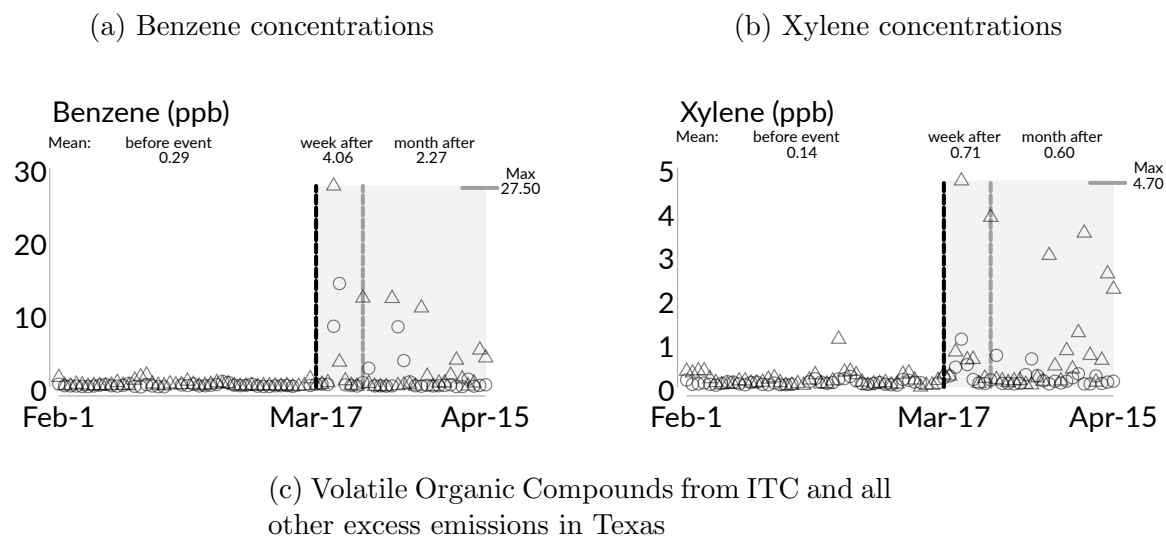 (a) Benzene concentrations
(b) Xylene concentrations
Benzene (ppb)
Mean: before event week after month after
0.29 4.06 2.27
Max
27.50
30
20
10
0
Feb-1 Mar-17 Apr-15
Xylene (ppb)
Mean: before event week after month after
0.14 0.71 0.60
Max
4.70
5
4
3
2
1
0
Feb-1 Mar-17 Apr-15
(c) Volatile Organic Compounds from ITC and all
other excess emissions in Texas